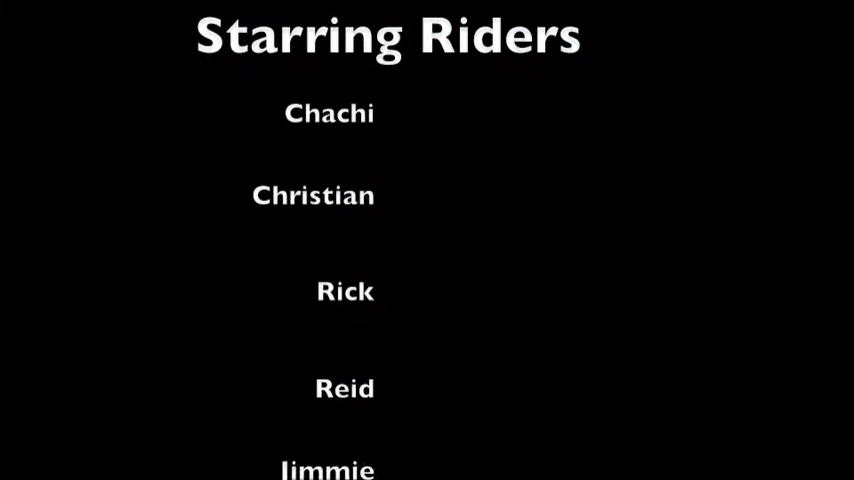 Starring Riders
Chachi
Christian
Rick
Reid
Jimmie